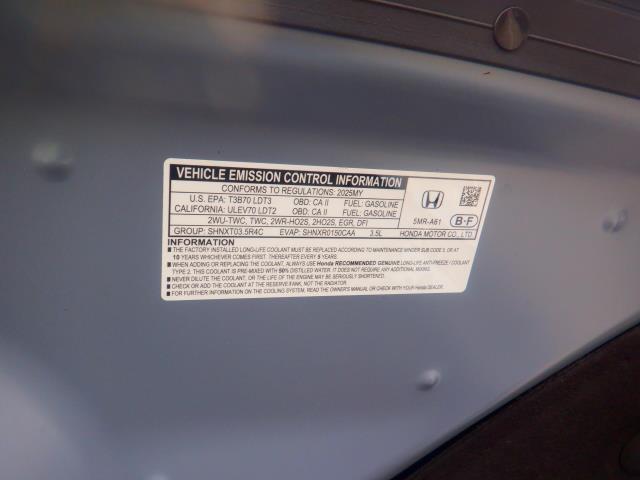 VEHICLE EMISSION CONTROL INFORMATION
CONFORMS TO REGULATIONS: 2025MY
U.S. EPA: T3B70 LDT3 OBD: CA II FUEL: GASOLINE
CALIFORNIA: ULEV70 LDT2 OBD: CA II FUEL: GASOLINE
2WU-TWC, TWC, 2WR-HO2S, 2HO2S, EGR, DFI
GROUP: SHNXT03.5R4C EVAP: SHNXR0150CAA 3.5L
5MR-A61 B·F
HONDA MOTOR CO., LTD.
INFORMATION
■ THE FACTORY INSTALLED LONG-LIFE COOLANT SHOULD BE REPLACED ACCORDING TO MAINTENANCE MINDER SUB CODE 5, OR AT
10 YEARS WHICHEVER COMES FIRST. THEREAFTER EVERY 5 YEARS.
■ WHEN ADDING OR REPLACING THE COOLANT, ALWAYS USE Honda RECOMMENDED GENUINE LONG-LIFE ANTI-FREEZE / COOLANT
TYPE 2. THIS COOLANT IS PRE-MIXED WITH 50% DISTILLED WATER. IT DOES NOT REQUIRE ANY ADDITIONAL MIXING.
■ NEVER DILUTE THE COOLANT, OR THE LIFE OF THE ENGINE MAY BE SERIOUSLY SHORTENED.
■ CHECK OR ADD THE COOLANT AT THE RESERVE TANK, NOT THE RADIATOR.
■ FOR FURTHER INFORMATION ON THE COOLING SYSTEM, READ THE OWNER'S MANUAL OR CHECK WITH YOUR Honda DEALER.